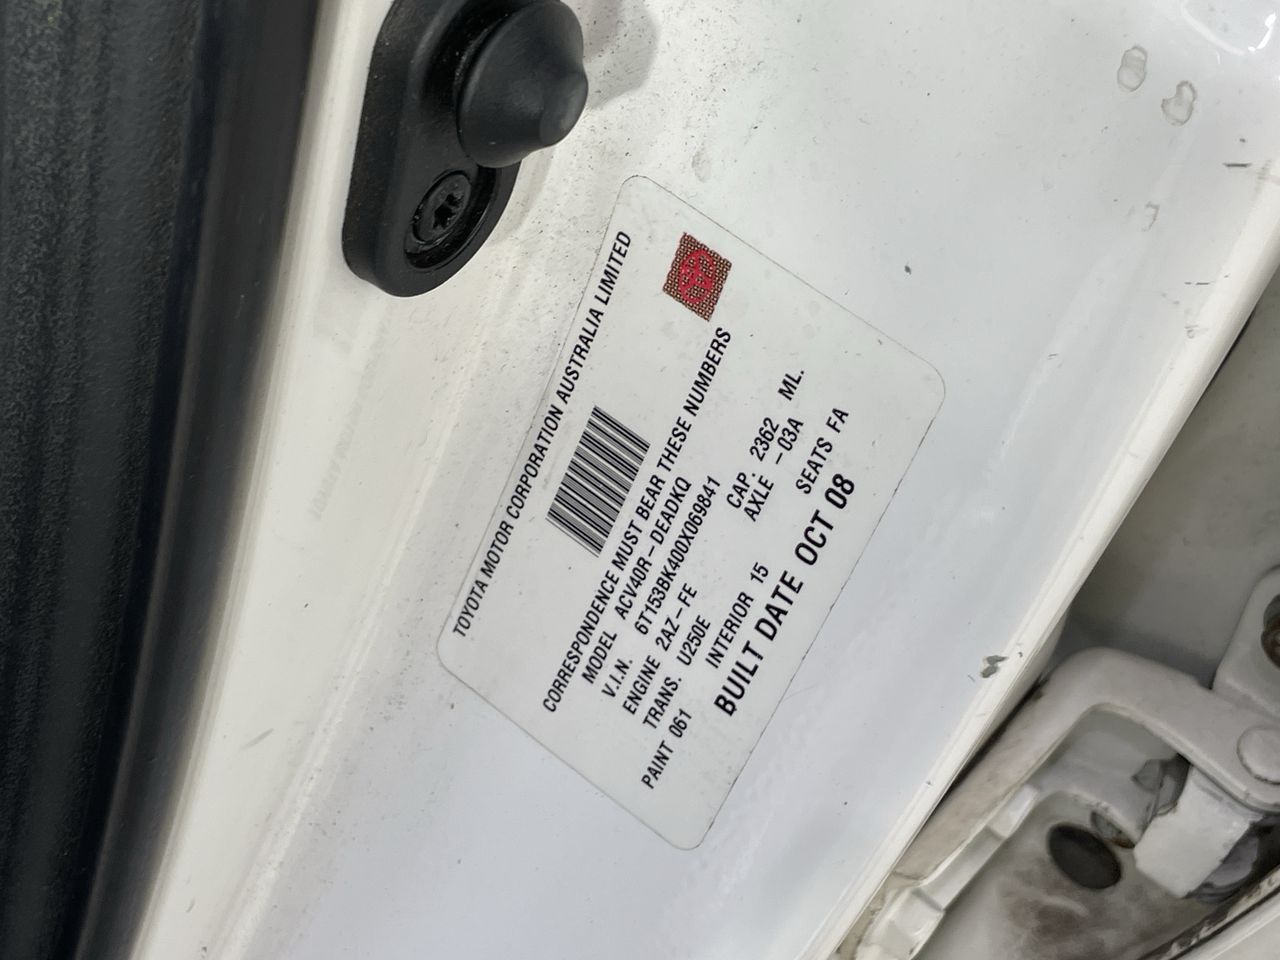 TOYOTA MOTOR CORPORATION AUSTRALIA LIMITED
CORRESPONDENCE MUST BEAR THESE NUMBERS
MODEL ACV40R-DEADKQ
V.I.N. 6T153BK400X069841
ENGINE 2AZ-FE CAP. 2362 ML.
TRANS. U250E AXLE -03A
PAINT 061 INTERIOR 15 SEATS FA
BUILT DATE OCT 08